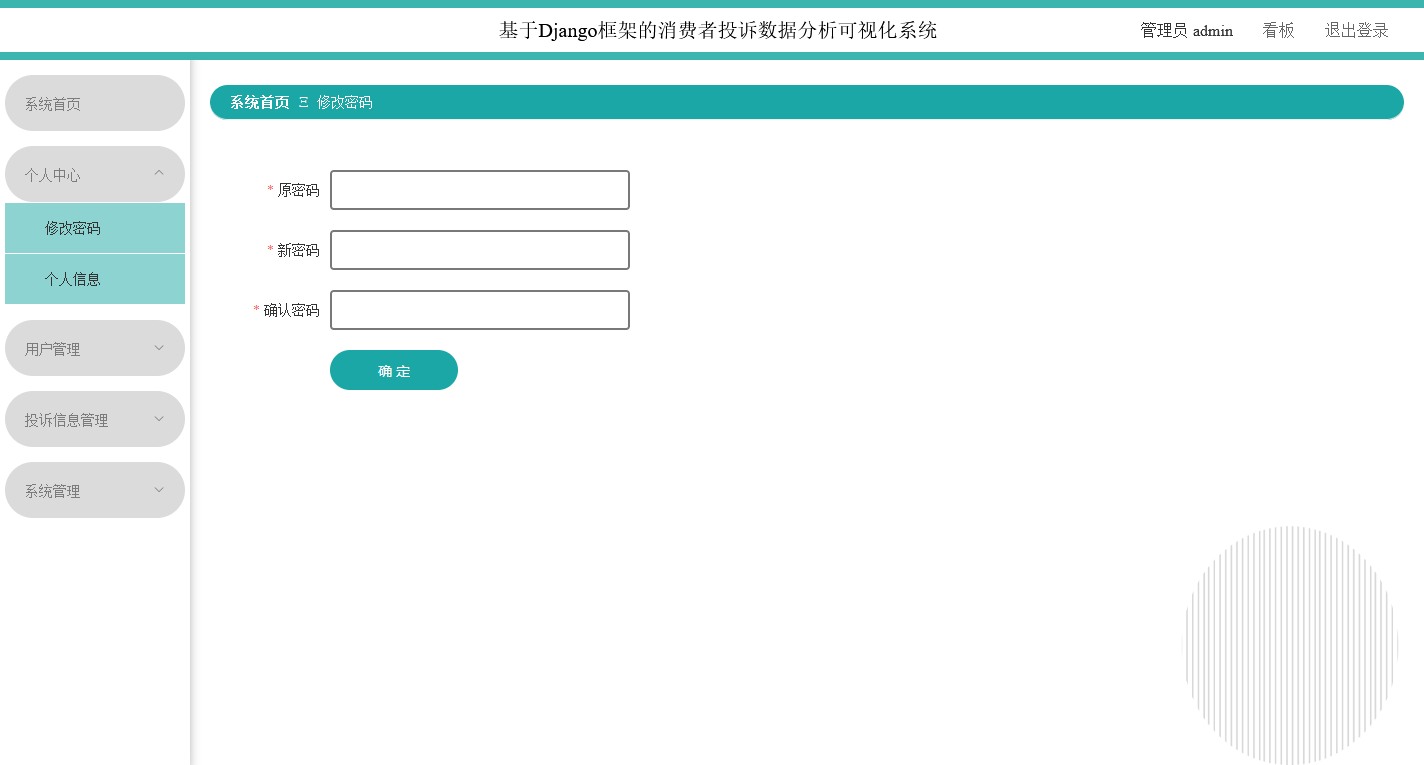 基于Django框架的消费者投诉数据分析可视化系统
管理员 admin
看板
退出登录
系统首页
个人中心
修改密码
个人信息
用户管理
投诉信息管理
系统管理
系统首页 Ξ 修改密码
* 原密码
* 新密码
* 确认密码
确 定